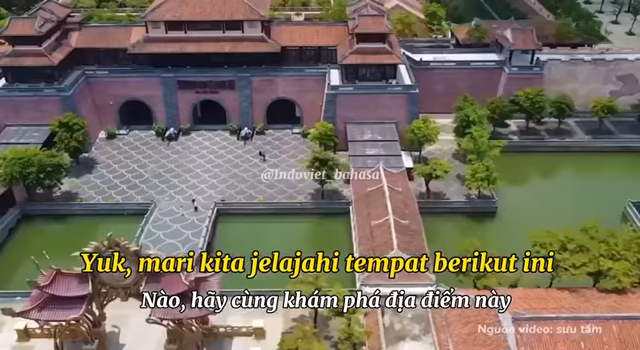 @Indoviet_bahasa
Yuk, mari kita jelajahi tempat berikut ini
Nào, hãy cùng khám phá địa điểm này
Nguồn video: sưu tầm